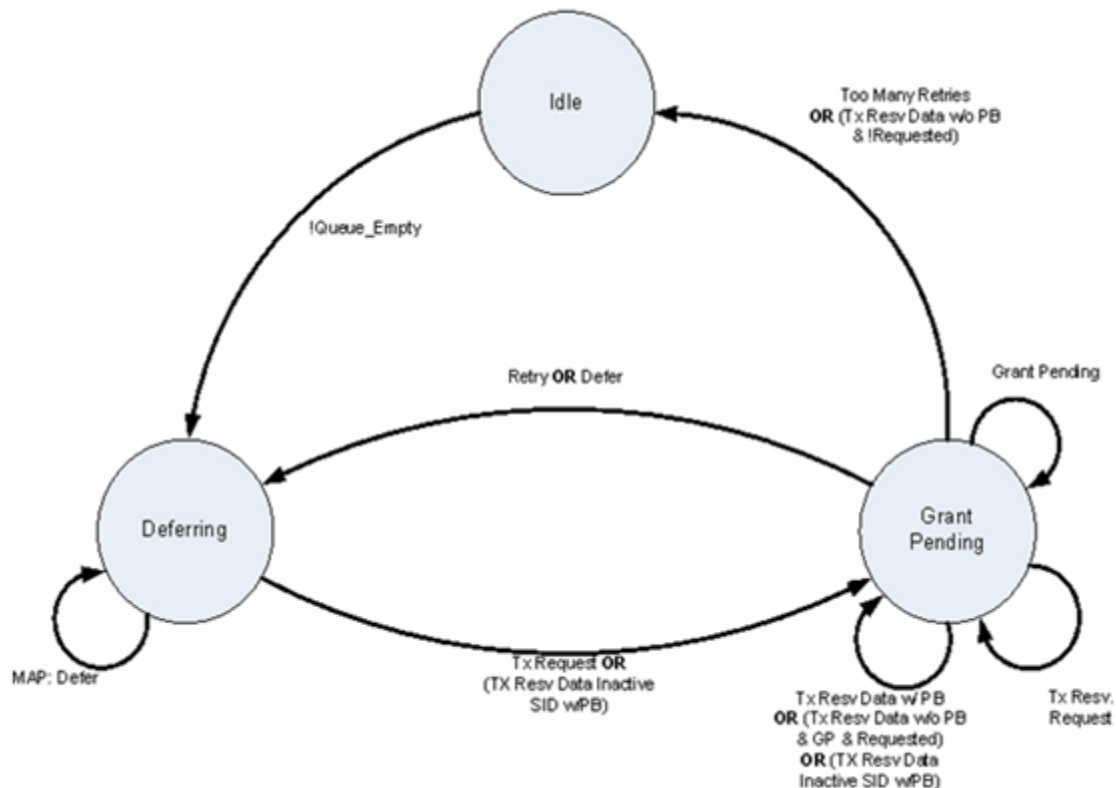 Idle
Too Many Retries
OR (Tx Resv Data w/o PB
& !Requested)
!Queue_Empty
Retry OR Defer
Grant Pending
Deferring
Grant
Pending
MAP: Defer
Tx Request OR
(TX Resv Data Inactive
SID w/PB)
Tx Resv Data w/ PB
OR (Tx Resv Data w/o PB
& GP & Requested)
OR (TX Resv Data
Inactive SID w/PB)
Tx Resv.
Request